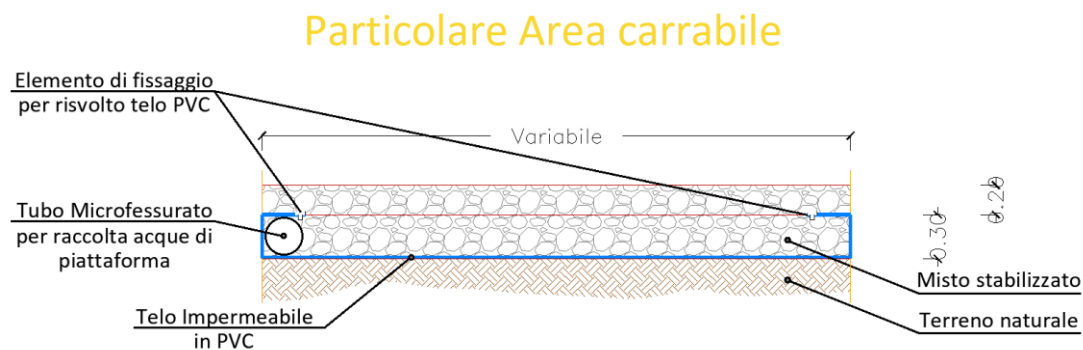 Particolare Area carrabile
Elemento di fissaggio
per risvolto telo PVC
Variabile
Tubo Microfessurato
per raccolta acque di
piattaforma
0.20
0.30
Misto stabilizzato
Telo Impermeabile
in PVC
Terreno naturale